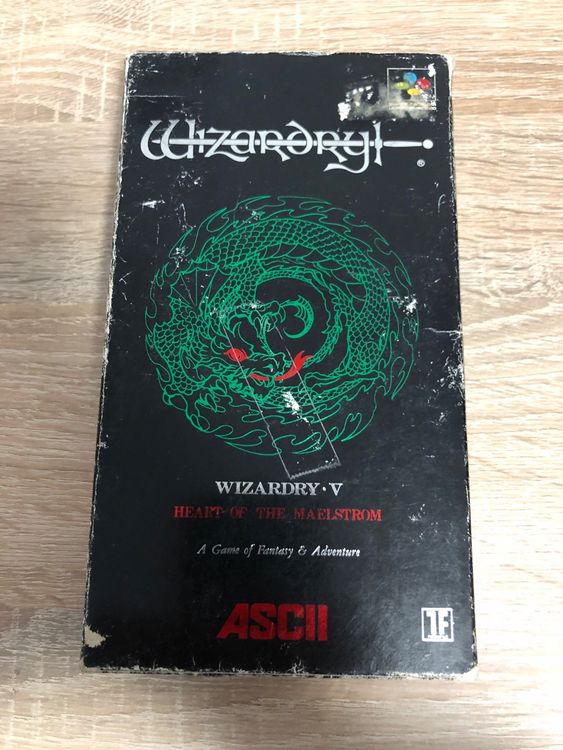 Wizardry
®
WIZARDRY·V
HEART OF THE MAELSTROM
A Game of Fantasy & Adventure
ASCII
1F